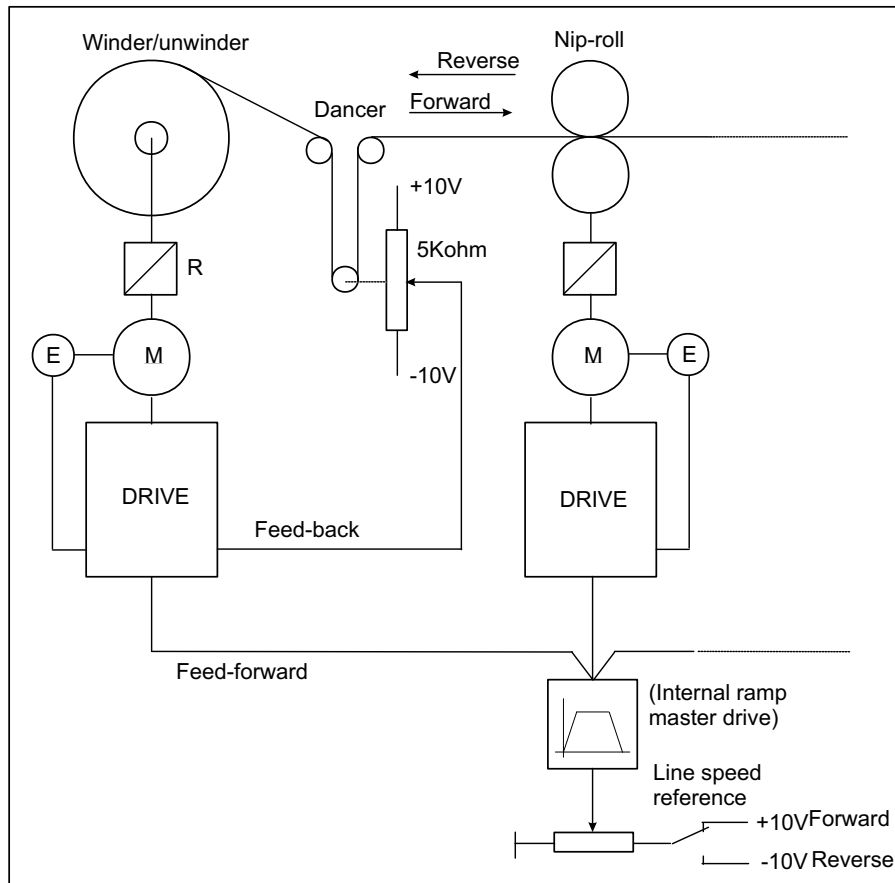 Winder/unwinder
Nip-roll
Reverse
Forward
Dancer
+10V
5Kohm
R
E
M
-10V
M
E
DRIVE
DRIVE
Feed-back
Feed-forward
(Internal ramp
master drive)
Line speed
reference
+10V Forward
-10V Reverse